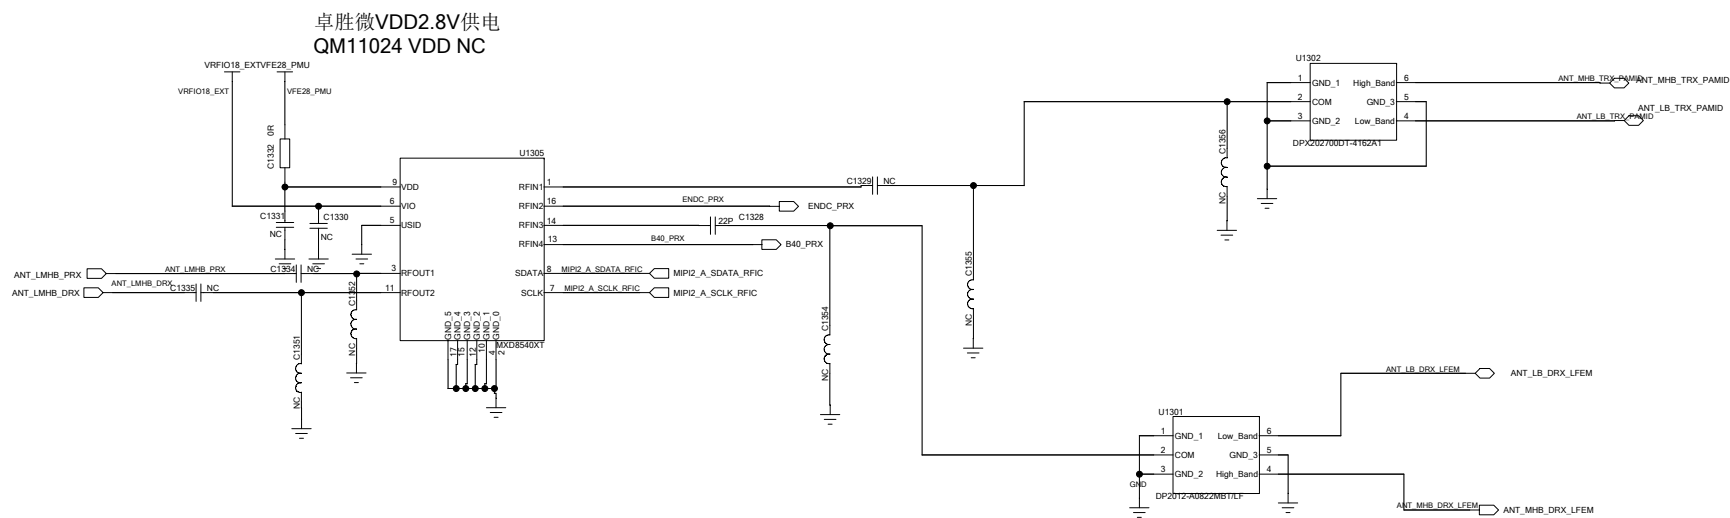 卓胜微VDD2.8V供电
QM11024 VDD NC
VRFIO18_EXT
VFE28_PMU
VRFIO18_EXT
VFE28_PMU
C1332 0R
C1331
NC
C1330
NC
U1305
9 VDD
6 VIO
5 USID
3 RFOUT1
11 RFOUT2
RFIN1 1
RFIN2 16
RFIN3 14
RFIN4 13
SDATA 8
SCLK 7
GND_5
GND_4
GND_3
GND_2
GND_1
GND_0
17
15
12
10
4
2
MXD8540XT
ANT_LMHB_PRX
ANT_LMHB_PRX
C1334 NC
ANT_LMHB_DRX
ANT_LMHB_DRX
C1335 NC
C1352
NC
C1351
NC
C1329 NC
ENDC_PRX
ENDC_PRX
22P C1328
B40_PRX
B40_PRX
MIPI2_A_SDATA_RFIC
MIPI2_A_SDATA_RFIC
MIPI2_A_SCLK_RFIC
MIPI2_A_SCLK_RFIC
C1354
NC
C1355
NC
C1356
NC
U1302
1 GND_1
2 COM
3 GND_2
High_Band 6
GND_3 5
Low_Band 4
DPX202700DT-4162A1
ANT_MHB_TRX_PAMID
ANT_MHB_TRX_PAMID
ANT_LB_TRX_PAMID
ANT_LB_TRX_PAMID
U1301
1 GND_1
2 COM
3 GND_2
GND
Low_Band 6
GND_3 5
High_Band 4
DP2012-A0822MBT/LF
ANT_LB_DRX_LFEM
ANT_LB_DRX_LFEM
ANT_MHB_DRX_LFEM
ANT_MHB_DRX_LFEM